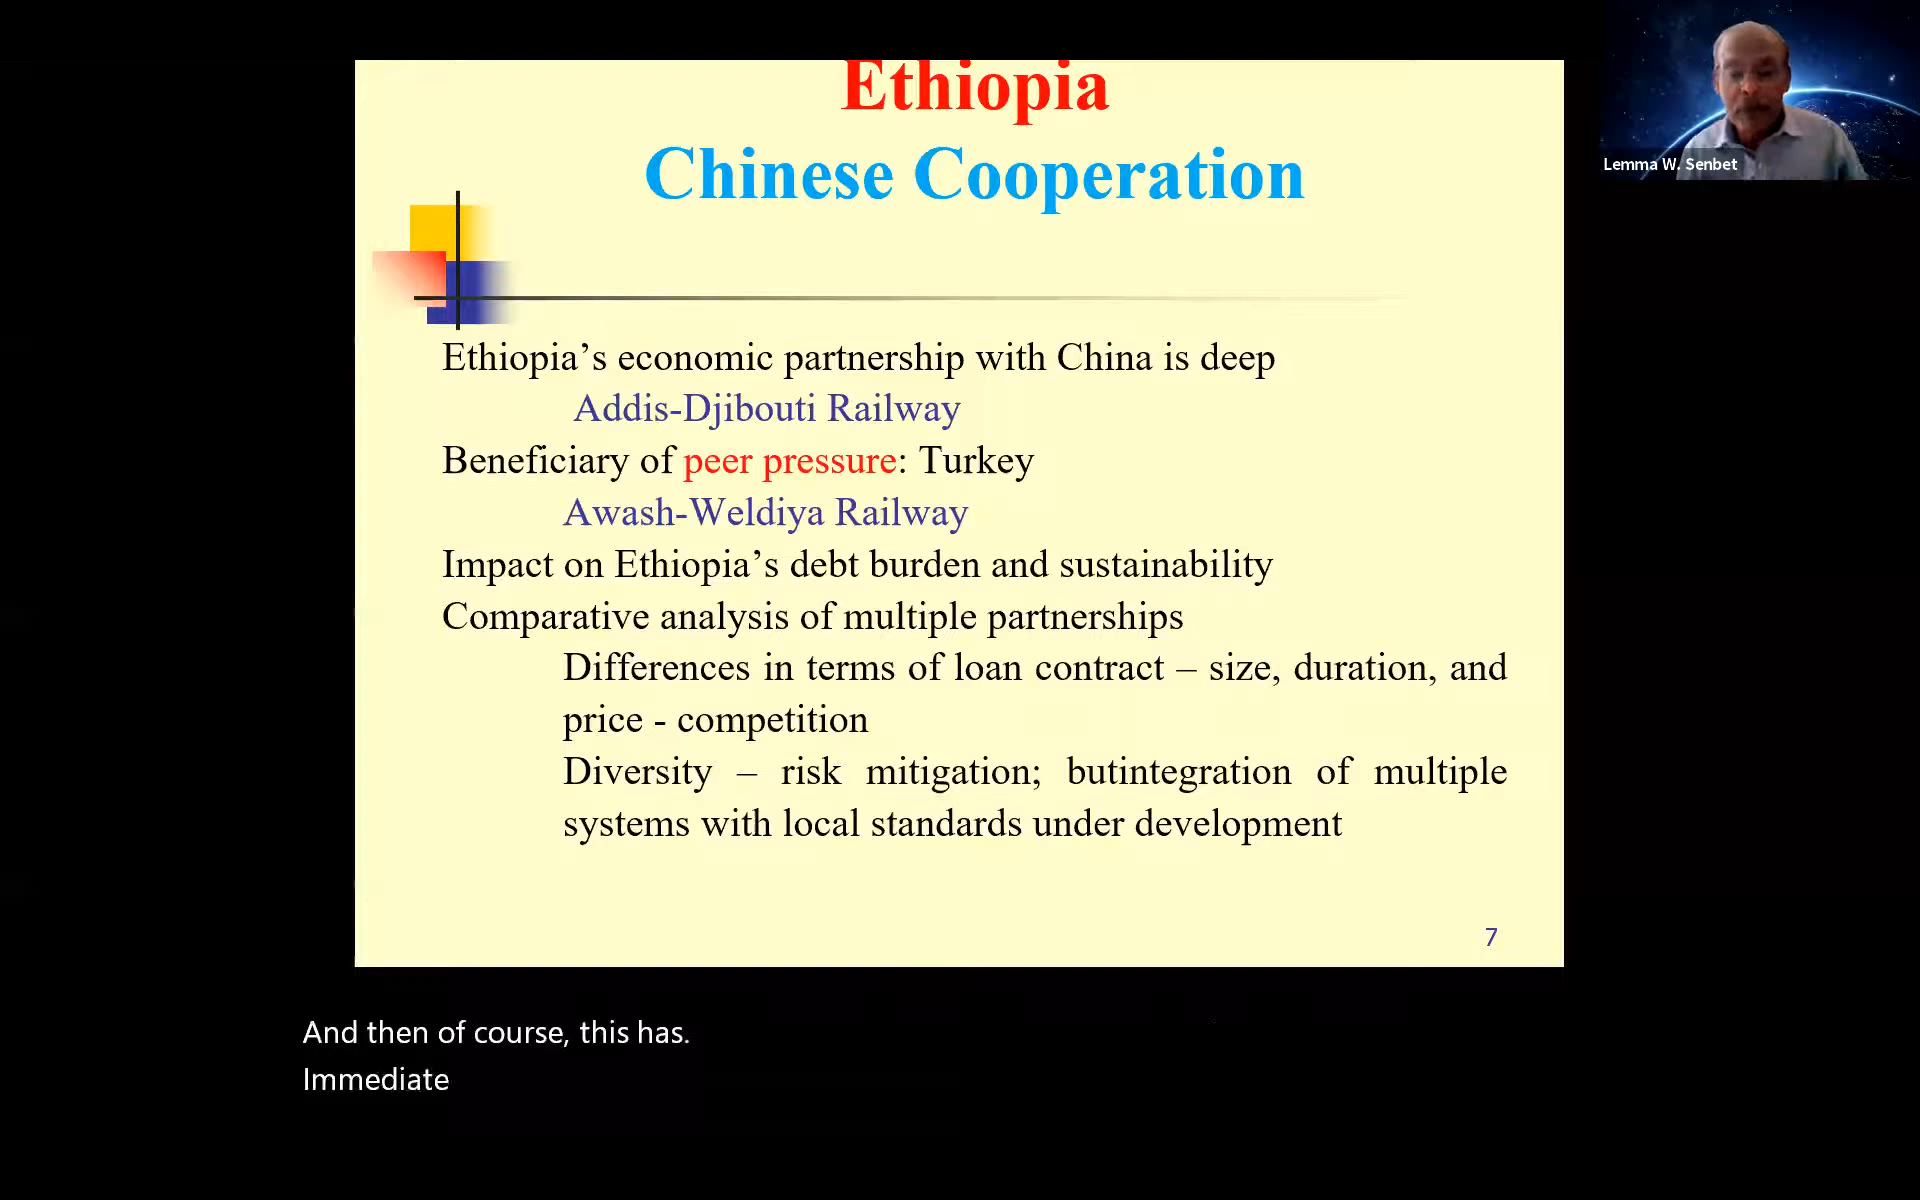 Ethiopia
Chinese Cooperation
Lemma W. Senbet
Ethiopia’s economic partnership with China is deep
Addis-Djibouti Railway
Beneficiary of peer pressure: Turkey
Awash-Weldiya Railway
Impact on Ethiopia’s debt burden and sustainability
Comparative analysis of multiple partnerships
Differences in terms of loan contract – size, duration, and
price - competition
Diversity – risk mitigation; butintegration of multiple
systems with local standards under development
7
And then of course, this has.
Immediate